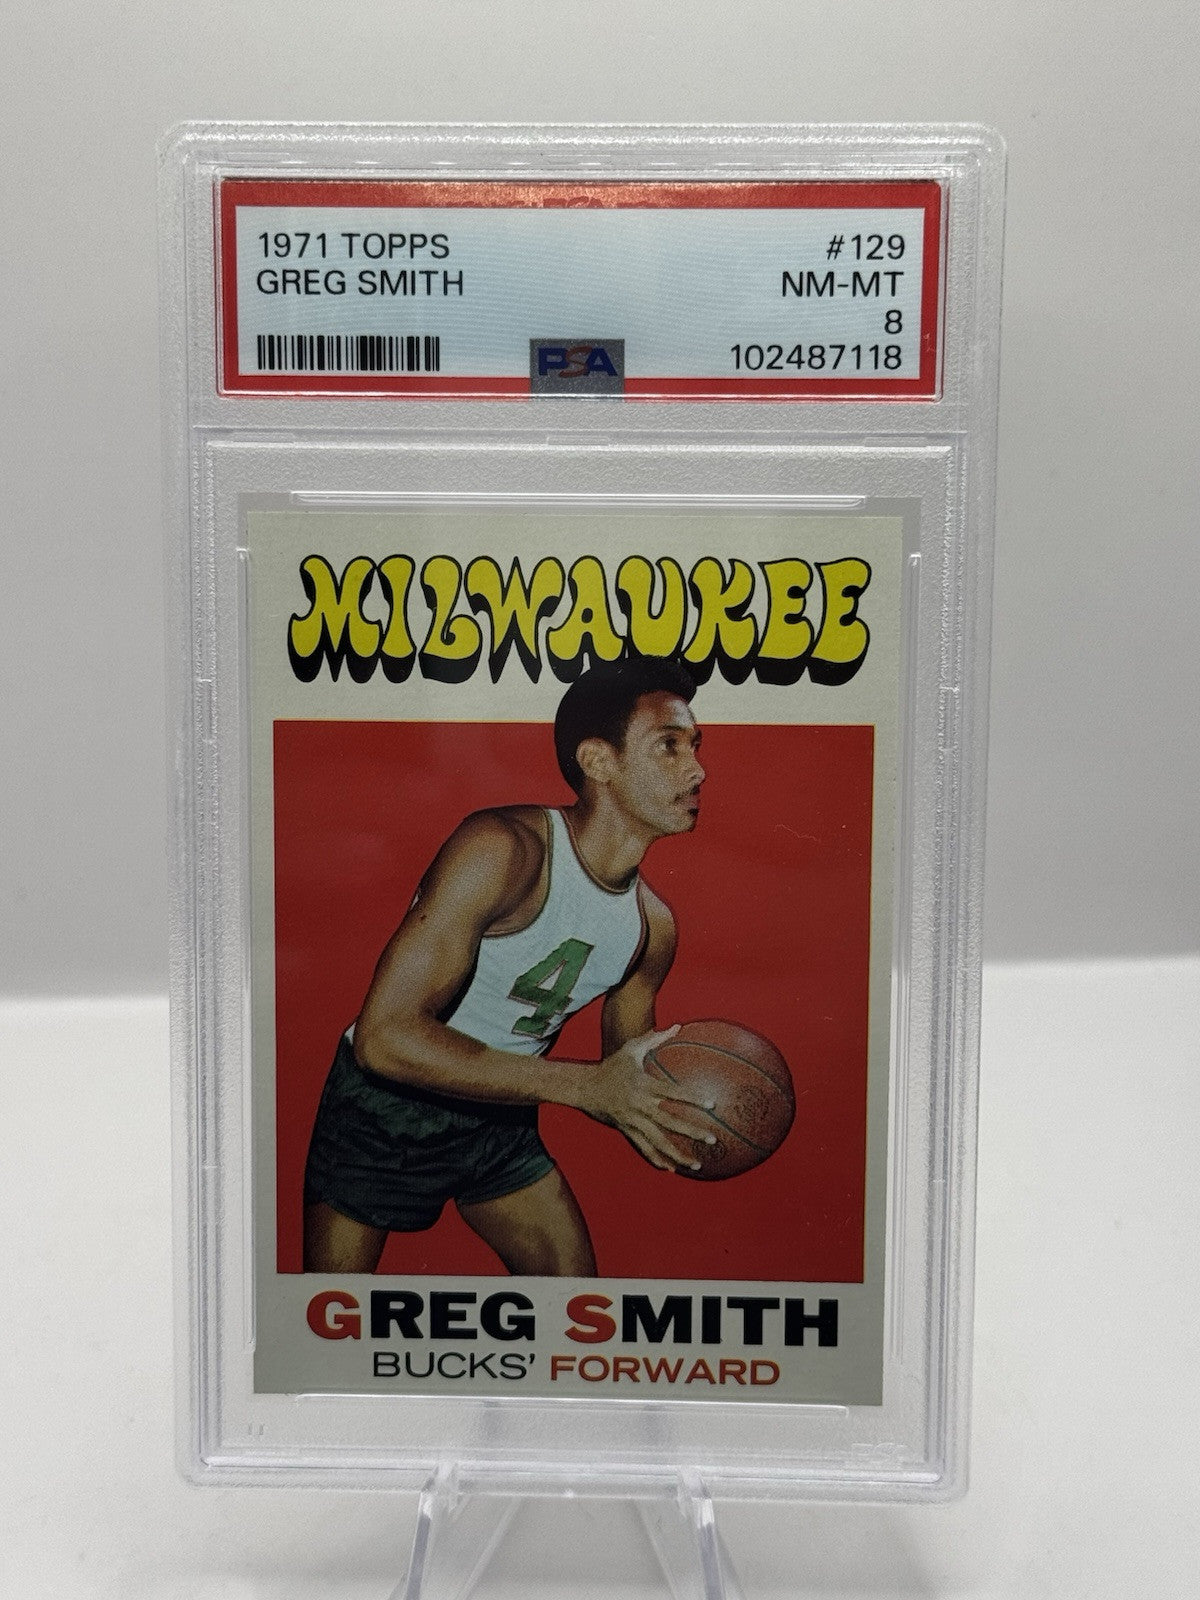 1971 TOPPS #129
GREG SMITH NM-MT
8
PSA 102487118
MILWAUKEE
4
GREG SMITH
BUCKS' FORWARD